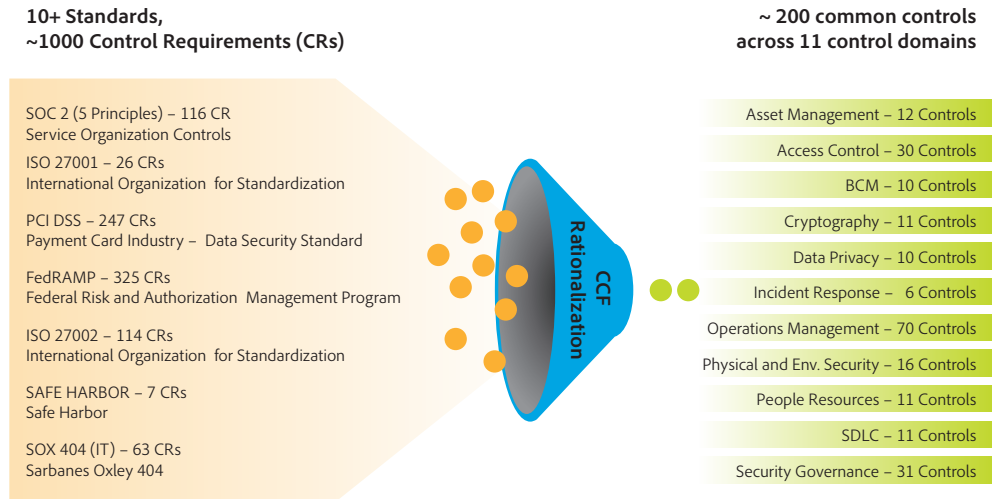 10+ Standards,
~1000 Control Requirements (CRs)
SOC 2 (5 Principles) – 116 CR
Service Organization Controls
ISO 27001 – 26 CRs
International Organization for Standardization
PCI DSS – 247 CRs
Payment Card Industry – Data Security Standard
FedRAMP – 325 CRs
Federal Risk and Authorization Management Program
ISO 27002 – 114 CRs
International Organization for Standardization
SAFE HARBOR – 7 CRs
Safe Harbor
SOX 404 (IT) – 63 CRs
Sarbanes Oxley 404
CCF
Rationalization
~ 200 common controls
across 11 control domains
Asset Management – 12 Controls
Access Control – 30 Controls
BCM – 10 Controls
Cryptography – 11 Controls
Data Privacy – 10 Controls
Incident Response – 6 Controls
Operations Management – 70 Controls
Physical and Env. Security – 16 Controls
People Resources – 11 Controls
SDLC – 11 Controls
Security Governance – 31 Controls